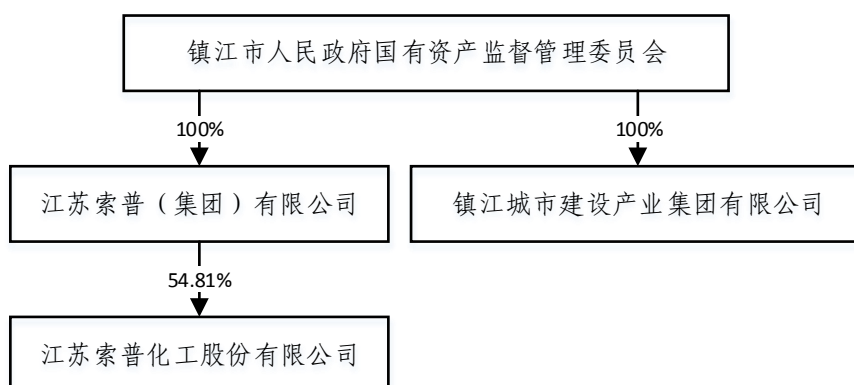 镇江市人民政府国有资产监督管理委员会
100%
100%
江苏索普（集团）有限公司
镇江城市建设产业集团有限公司
54.81%
江苏索普化工股份有限公司